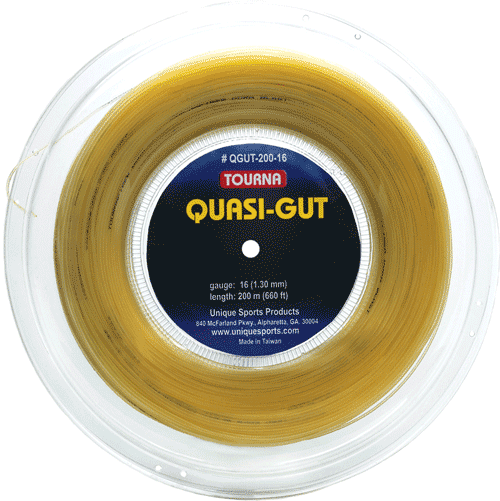 # QGUT-200-16
TOURNA
QUASI-GUT
gauge: 16 (1.30 mm)
length: 200 m (660 ft)
Unique Sports Products
840 McFarland Pkwy., Alpharetta, GA. 30004
www.uniquesports.com
Made in Taiwan